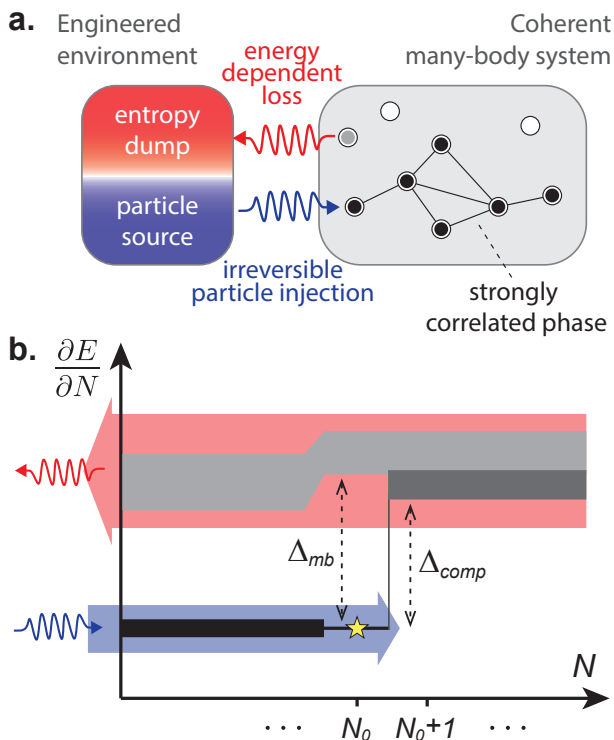 a.
Engineered
environment
energy
dependent
loss
Coherent
many-body system
entropy
dump
particle
source
irreversible
particle injection
strongly
correlated phase
b.
∂E
∂N
Δmb
Δcomp
N
· · · N0 N0+1 · · ·